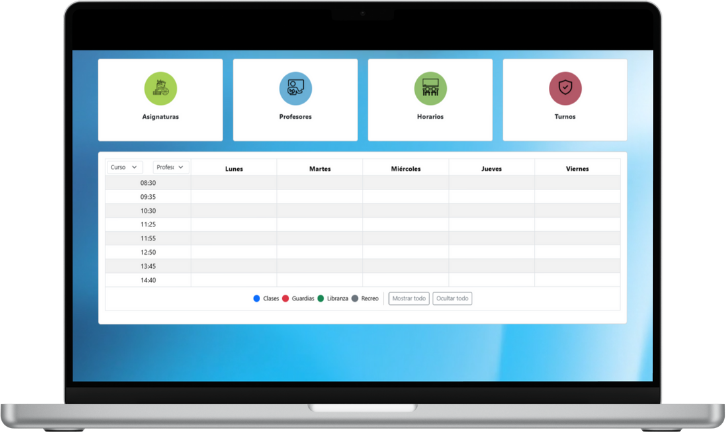 Asignaturas
Profesores
Horarios
Turnos
Curso Profesi Lunes Martes Miércoles Jueves Viernes
08:30
09:35
10:30
11:25
11:55
12:50
13:45
14:40
Clases Guardias Libranza Recreo Mostrar todo Ocultar todo